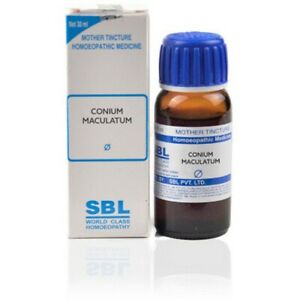 Net 30 ml
MOTHER TINCTURE
HOMOEOPATHIC MEDICINE
CONIUM
MACULATUM
Ø
SBL
WORLD CLASS
HOMOEOPATHY
MOTHER TINCTURE
Homoeopathic Medicine
SBL
CONIUM
MACULATUM
Ø
BY. SBL PVT. LTD.